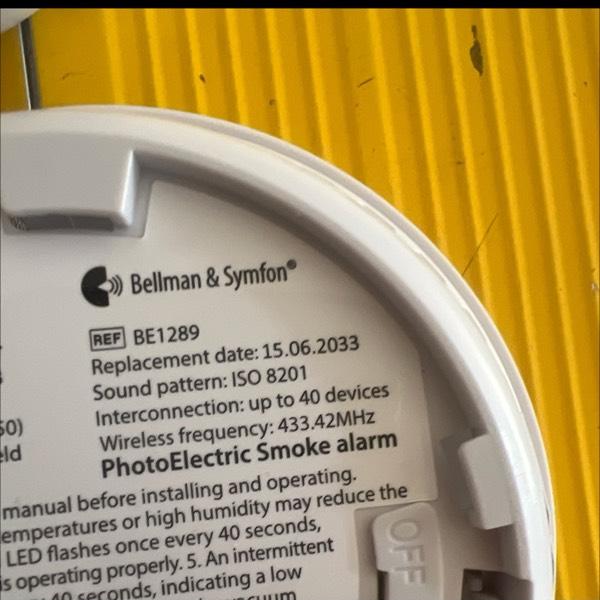 Bellman & Symfon®
REF BE1289
Replacement date: 15.06.2033
Sound pattern: ISO 8201
Interconnection: up to 40 devices
50)
Wireless frequency: 433.42MHz
PhotoElectric Smoke alarm
manual before installing and operating.
emperatures or high humidity may reduce the
LED flashes once every 40 seconds,
is operating properly. 5. An intermittent
40 seconds, indicating a low
OFF